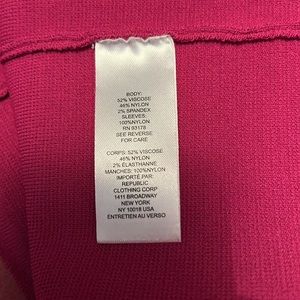 BODY:
52% VISCOSE
46% NYLON
2% SPANDEX
SLEEVES:
100%NYLON
RN 93178
SEE REVERSE
FOR CARE
CORPS: 52% VISCOSE
46% NYLON
2% ÉLASTHANNE
MANCHES: 100%NYLON
IMPORTÉ PAR:
REPUBLIC
CLOTHING CORP
1411 BROADWAY
NEW YORK
NY 10018 USA
ENTRETIEN AU VERSO